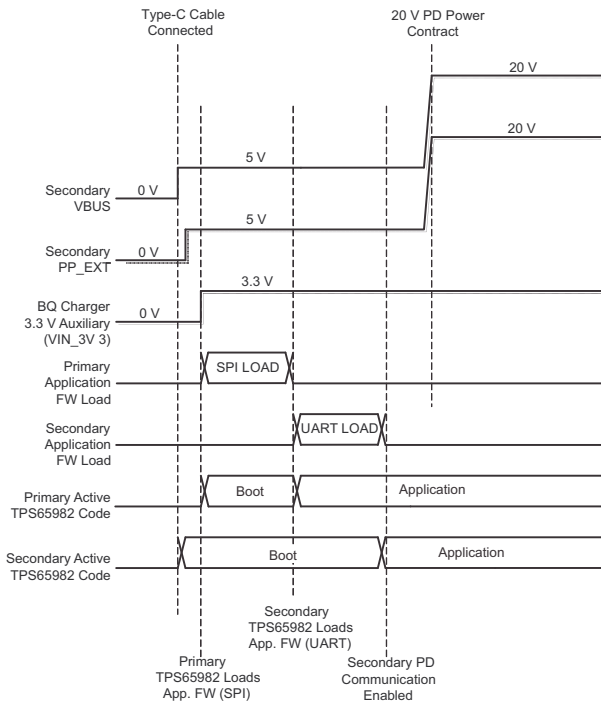 Type-C Cable
Connected
20 V PD Power
Contract
20 V
20 V
5 V
Secondary
VBUS
0 V
5 V
Secondary
PP_EXT
0 V
3.3 V
BQ Charger
3.3 V Auxiliary
(VIN_3V 3)
0 V
Primary
Application
FW Load
SPI LOAD
Secondary
Application
FW Load
UART LOAD
Primary Active
TPS65982 Code
Boot
Application
Secondary Active
TPS65982 Code
Boot
Application
Secondary
TPS65982 Loads
App. FW (UART)
Primary
TPS65982 Loads
App. FW (SPI)
Secondary PD
Communication
Enabled